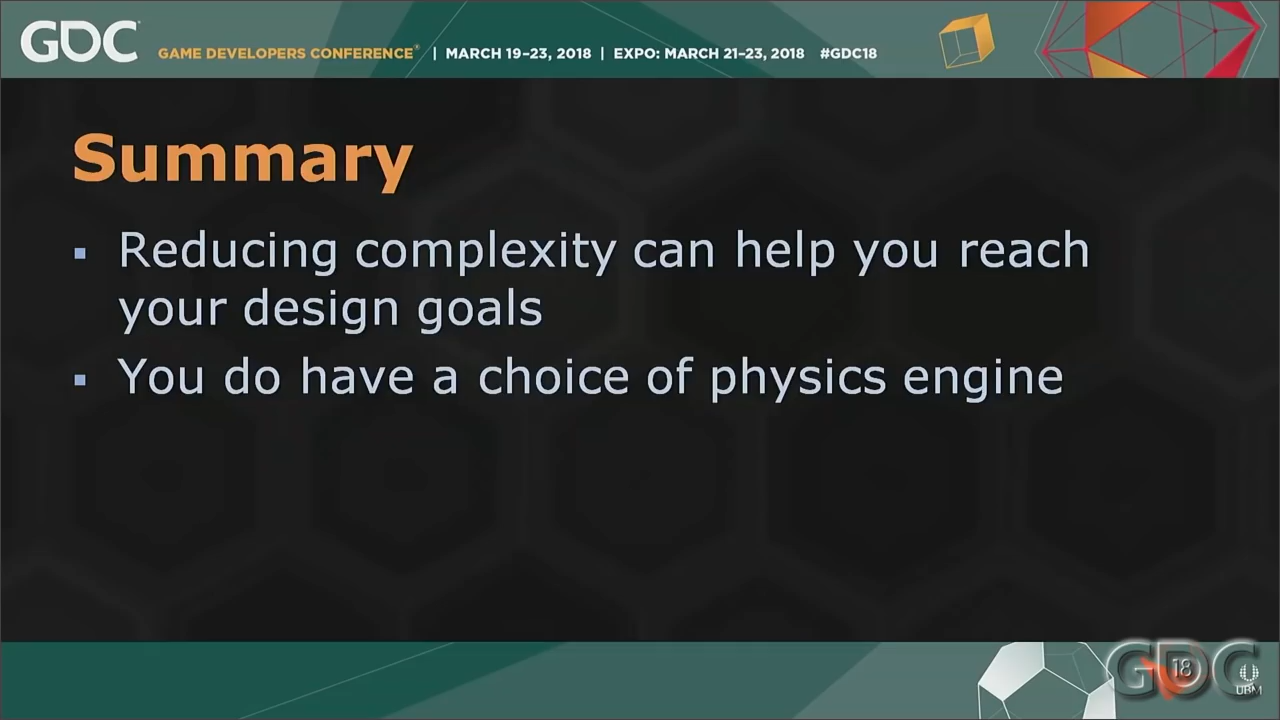 GDC GAME DEVELOPERS CONFERENCE® | MARCH 19–23, 2018 | EXPO: MARCH 21–23, 2018 #GDC18
Summary
▪ Reducing complexity can help you reach
your design goals
▪ You do have a choice of physics engine
GDC 18 UBM